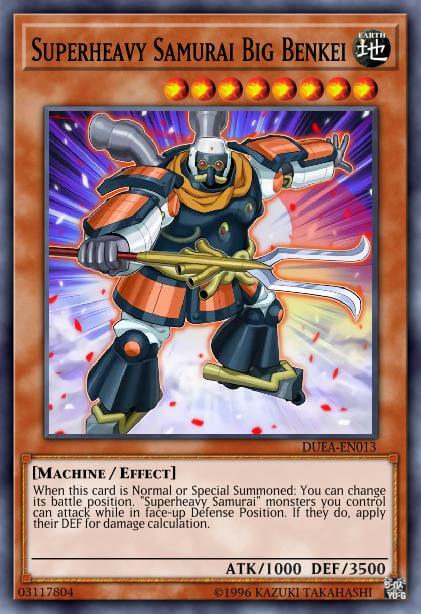 Superheavy Samurai Big Benkei
EARTH
地
DUEA-EN013
[Machine / Effect]
When this card is Normal or Special Summoned: You can change
its battle position. "Superheavy Samurai" monsters you control
can attack while in face-up Defense Position. If they do, apply
their DEF for damage calculation.
ATK/1000 DEF/3500
03117804
©1996 KAZUKI TAKAHASHI